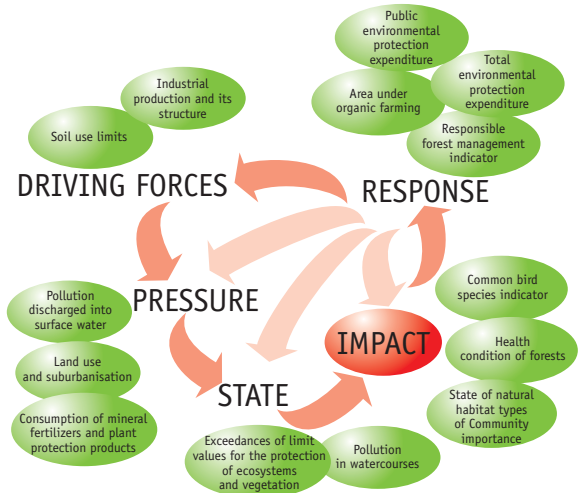 Public
environmental
protection
expenditure
Total
environmental
protection
expenditure
Area under
organic farming
Responsible
forest management
indicator
Industrial
production and its
structure
Soil use limits
DRIVING FORCES
RESPONSE
Pollution
discharged into
surface water
PRESSURE
Land use
and suburbanisation
Consumption of mineral
fertilizers and plant
protection products
STATE
Exceedances of limit
values for the protection
of ecosystems
and vegetation
Pollution
in watercourses
IMPACT
Common bird
species indicator
Health
condition of forests
State of natural
habitat types
of Community
importance